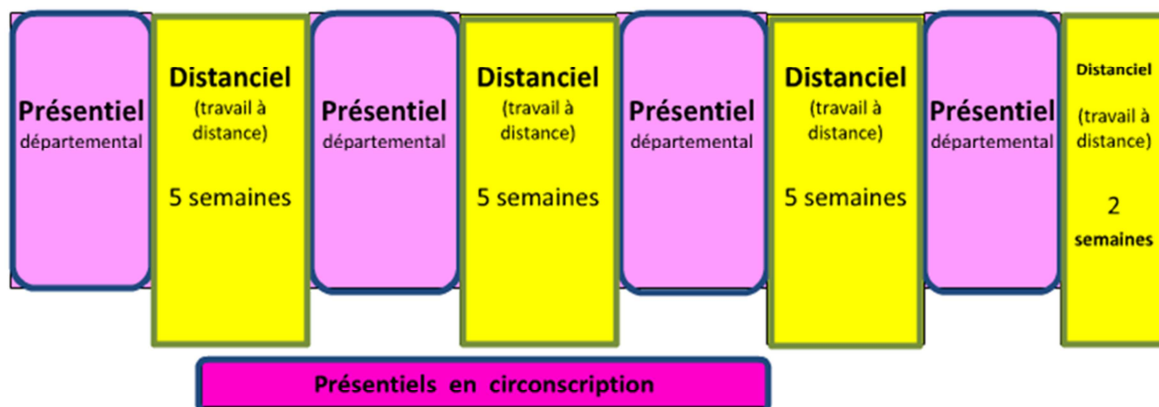 Présentiel
départemental
Distanciel
(travail à
distance)
5 semaines
Présentiel
départemental
Distanciel
(travail à
distance)
5 semaines
Présentiel
départemental
Distanciel
(travail à
distance)
5 semaines
Présentiel
départemental
Distanciel
(travail à
distance)
2
semaines
Présentiels en circonscription